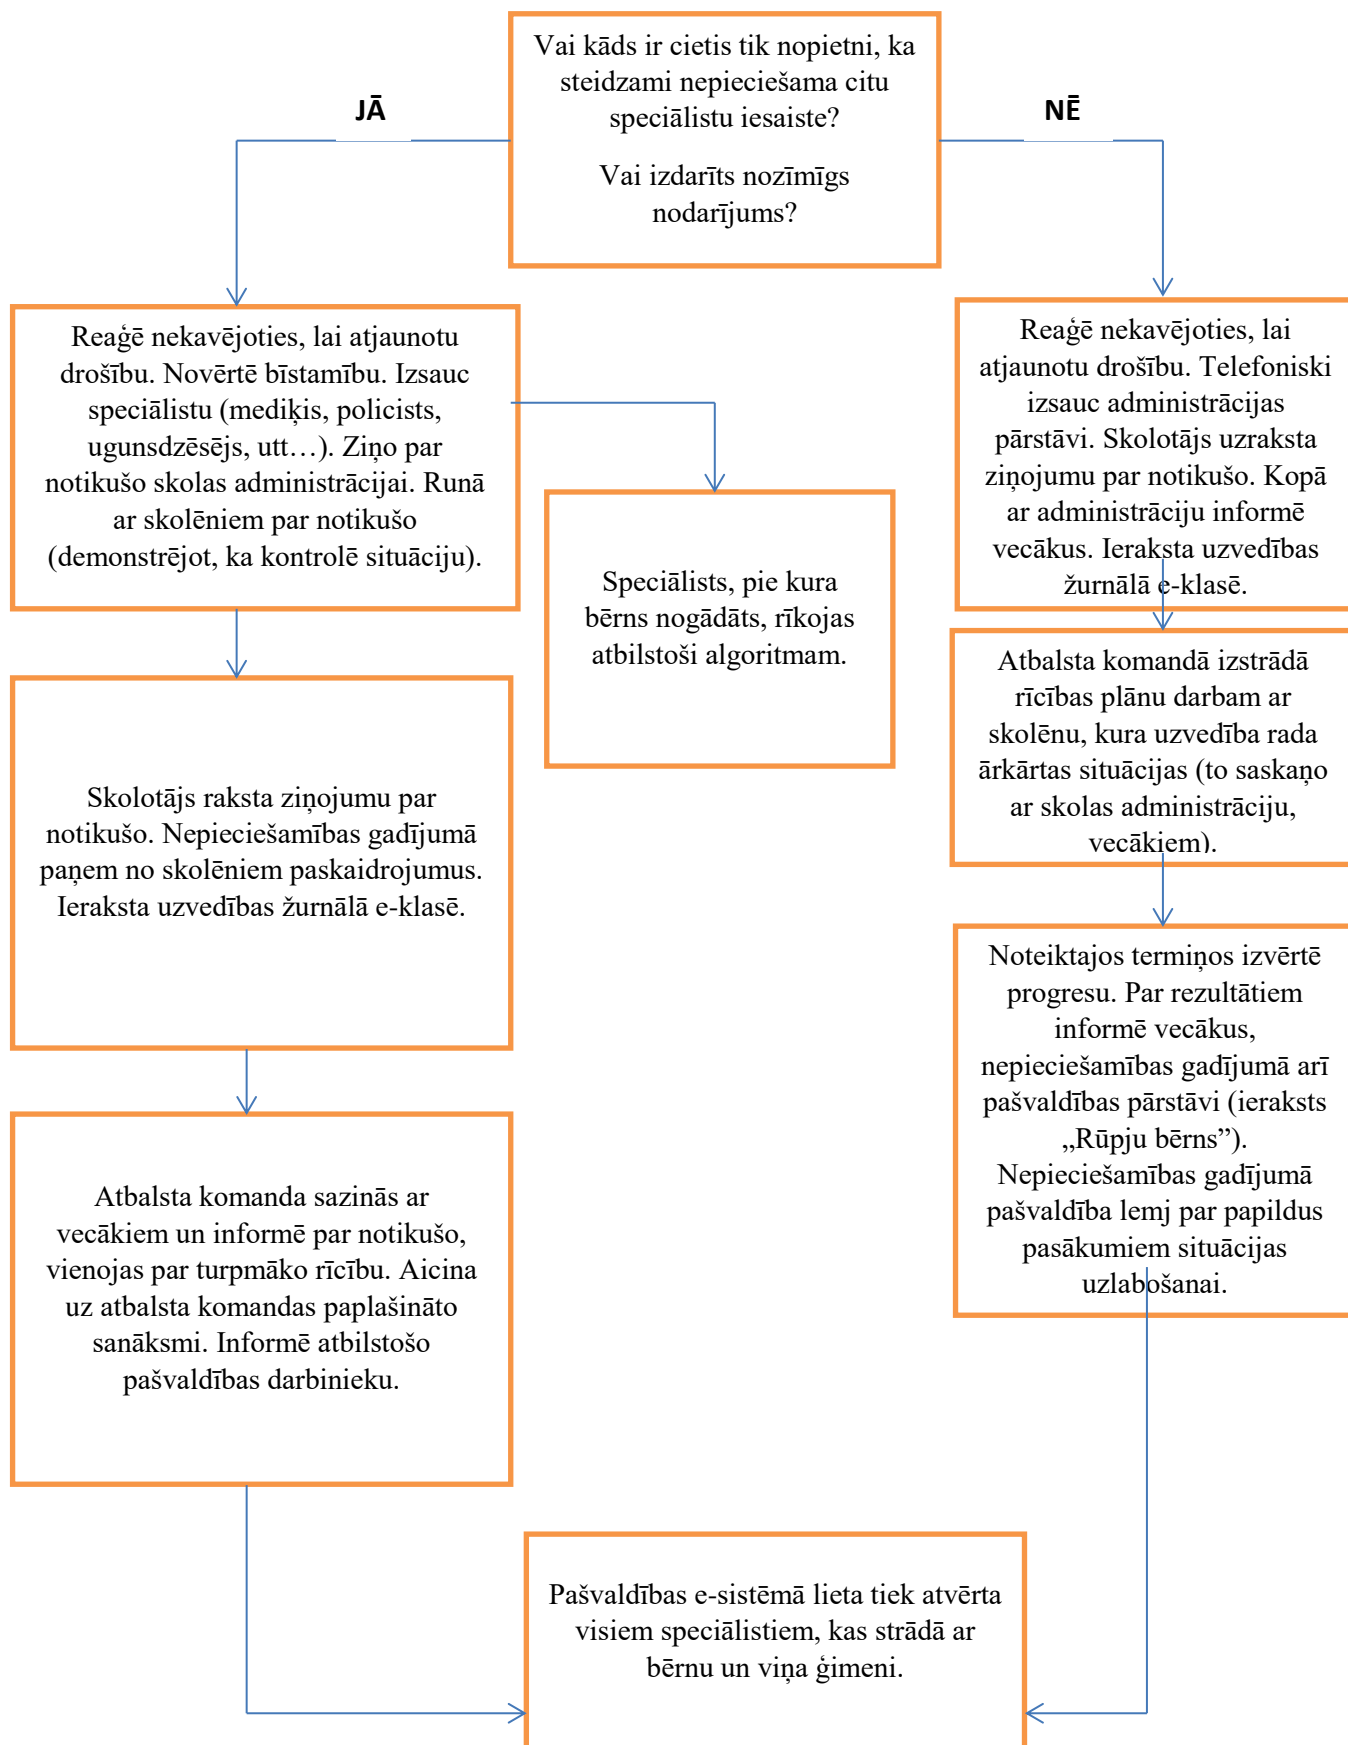 Vai kāds ir cietis tik nopietni, ka
steidzami nepieciešama citu
speciālistu iesaiste?
Vai izdarīts nozīmīgs
nodarījums?
JĀ
NĒ
Reaģē nekavējoties, lai atjaunotu
drošību. Novērtē bīstamību. Izsauc
speciālistu (mediķis, policists,
ugunsdzēsējs, utt…). Ziņo par
notikušo skolas administrācijai. Runā
ar skolēniem par notikušo
(demonstrējot, ka kontrolē situāciju).
Reaģē nekavējoties, lai
atjaunotu drošību. Telefoniski
izsauc administrācijas
pārstāvi. Skolotājs uzraksta
ziņojumu par notikušo. Kopā
ar administrāciju informē
vecākus. Ieraksta uzvedības
žurnālā e-klasē.
Speciālists, pie kura
bērns nogādāts, rīkojas
atbilstoši algoritmam.
Atbalsta komandā izstrādā
rīcības plānu darbam ar
skolēnu, kura uzvedība rada
ārkārtas situācijas (to saskaņo
ar skolas administrāciju,
vecākiem).
Skolotājs raksta ziņojumu par
notikušo. Nepieciešamības gadījumā
paņem no skolēniem paskaidrojumus.
Ieraksta uzvedības žurnālā e-klasē.
Noteiktajos termiņos izvērtē
progresu. Par rezultātiem
informē vecākus,
nepieciešamības gadījumā arī
pašvaldības pārstāvi (ieraksts
„Rūpju bērns”).
Nepieciešamības gadījumā
pašvaldība lemj par papildus
pasākumiem situācijas
uzlabošanai.
Atbalsta komanda sazinās ar
vecākiem un informē par notikušo,
vienojas par turpmāko rīcību. Aicina
uz atbalsta komandas paplašināto
sanāksmi. Informē atbilstošo
pašvaldības darbinieku.
Pašvaldības e-sistēmā lieta tiek atvērta
visiem speciālistiem, kas strādā ar
bērnu un viņa ģimeni.